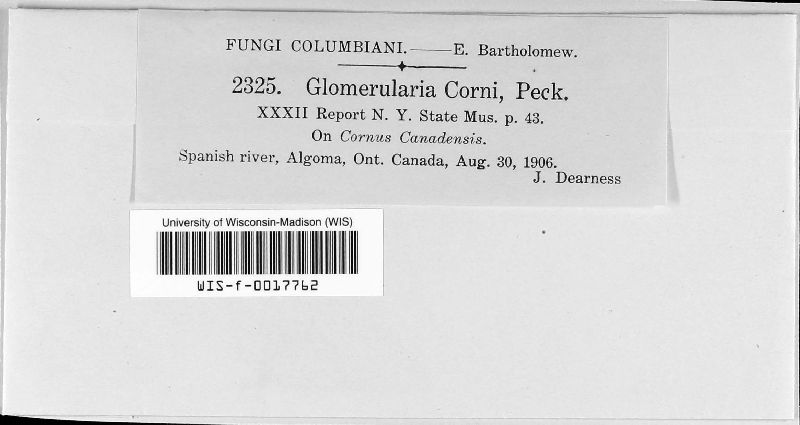 FUNGI COLUMBIANI.——E. Bartholomew.
2325. Glomerularia Corni, Peck.
XXXII Report N. Y. State Mus. p. 43.
On Cornus Canadensis.
Spanish river, Algoma, Ont. Canada, Aug. 30, 1906.
J. Dearness
University of Wisconsin-Madison (WIS)
WIS-f-0017762